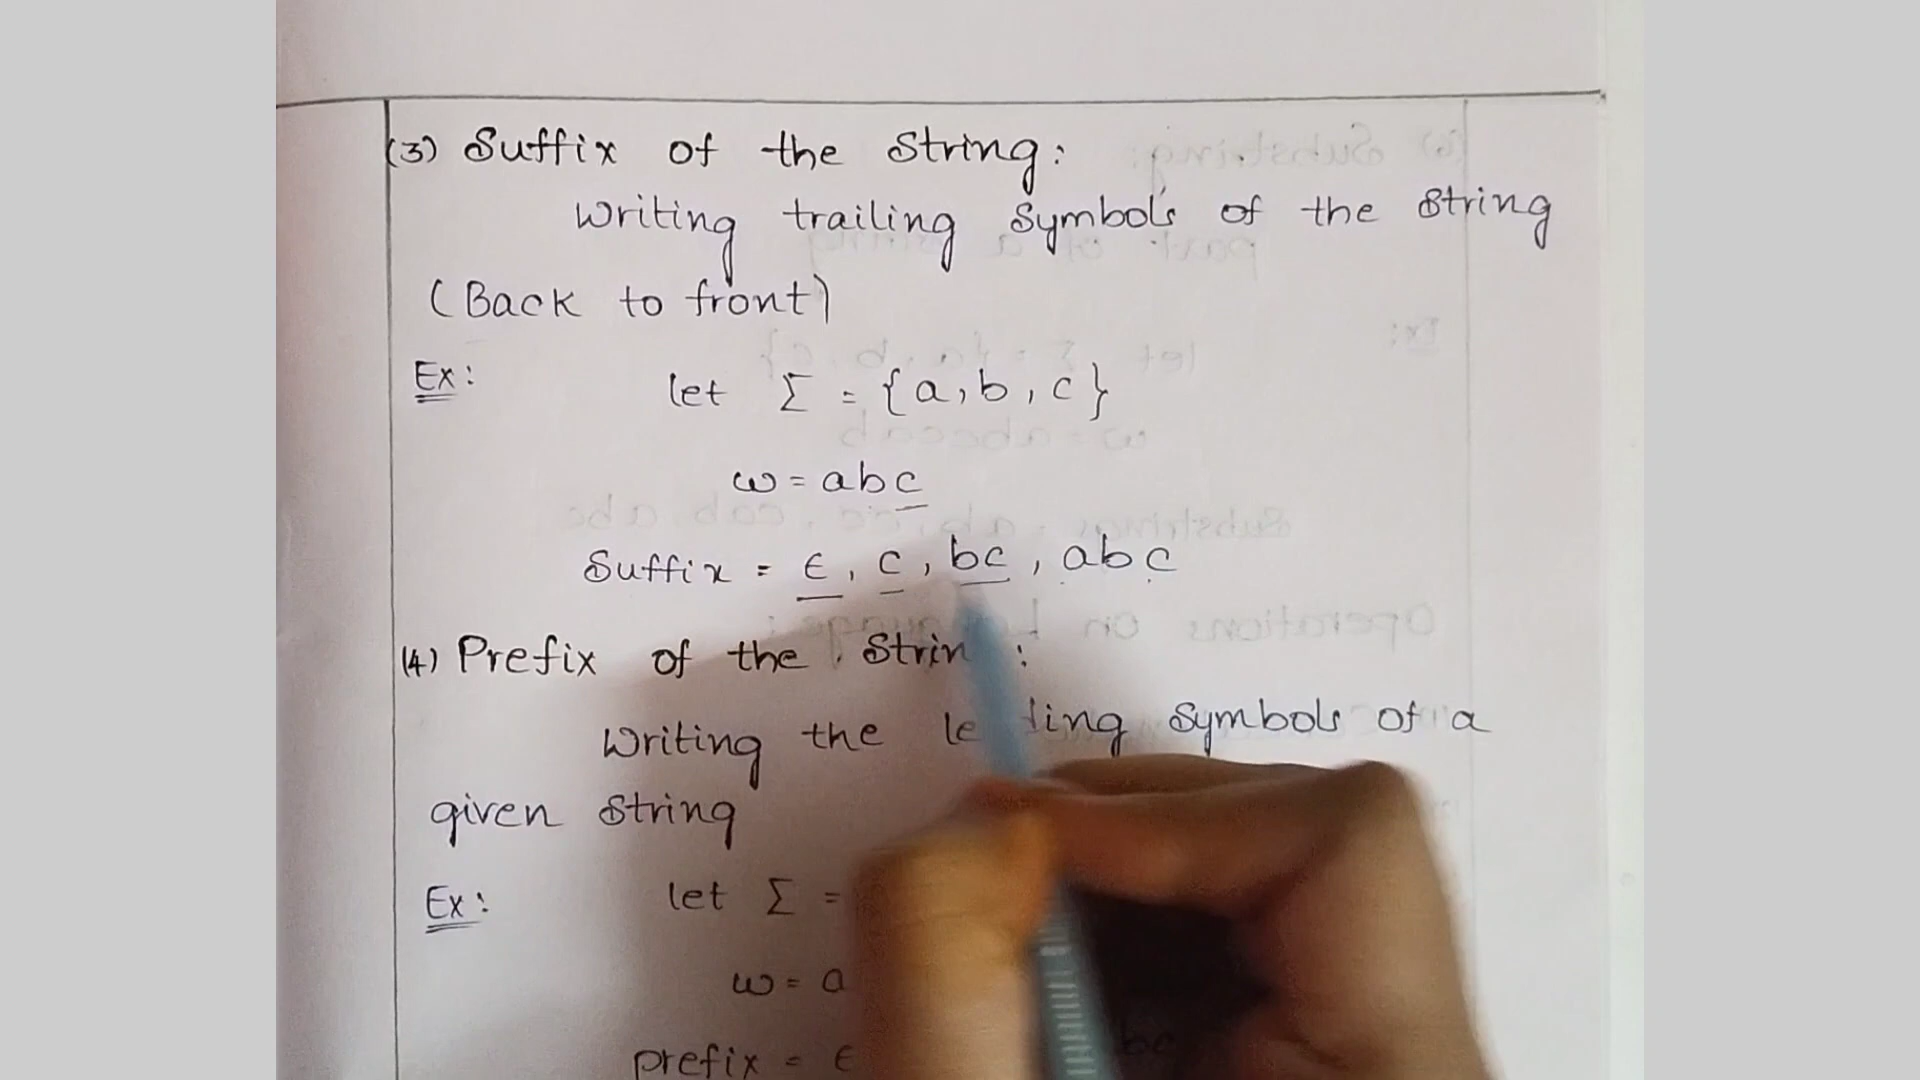 (3) Suffix of the String:
Writing trailing symbols of the string
(Back to front)
Ex: let Σ = {a, b, c}
w = abc
Suffix = ϵ, c, bc, abc
(4) Prefix of the
Writing the symbols of a
given string
Ex: let Σ =
w = a
prefix = ϵ